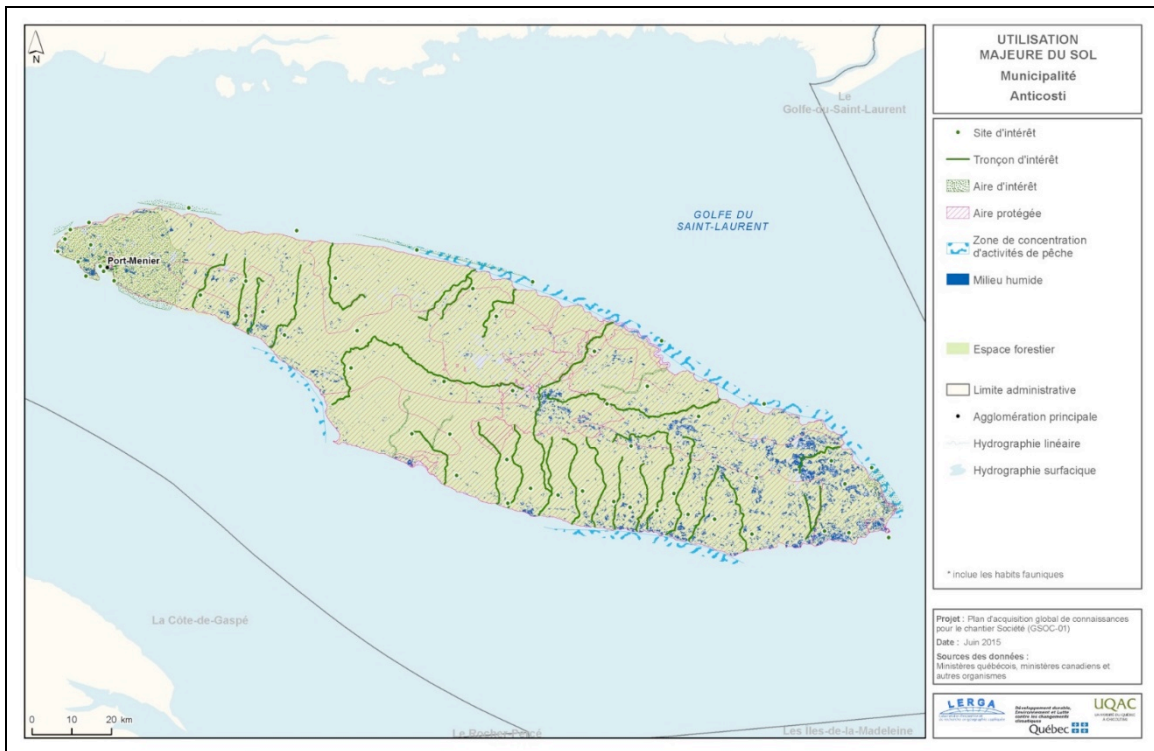 N
Le
Golfe-du-Saint-Laurent
GOLFE DU
SAINT-LAURENT
Port-Menier
La Côte-de-Gaspé
0 10 20 km
Le Rocher-Percé
Les Îles-de-la-Madeleine
UTILISATION
MAJEURE DU SOL
Municipalité
Anticosti
Site d'intérêt
Tronçon d'intérêt
Aire d'intérêt
Aire protégée
Zone de concentration
d'activités de pêche
Milieu humide
Espace forestier
Limite administrative
Agglomération principale
Hydrographie linéaire
Hydrographie surfacique
* inclue les habits fauniques
Projet : Plan d'acquisition global de connaissances
pour le chantier Société (GSOC-01)
Date : Juin 2015
Sources des données :
Ministères québécois, ministères canadiens et
autres organismes
LERGA
Développement durable,
Environnement et Lutte
contre les changements
climatiques
Québec
UQAC